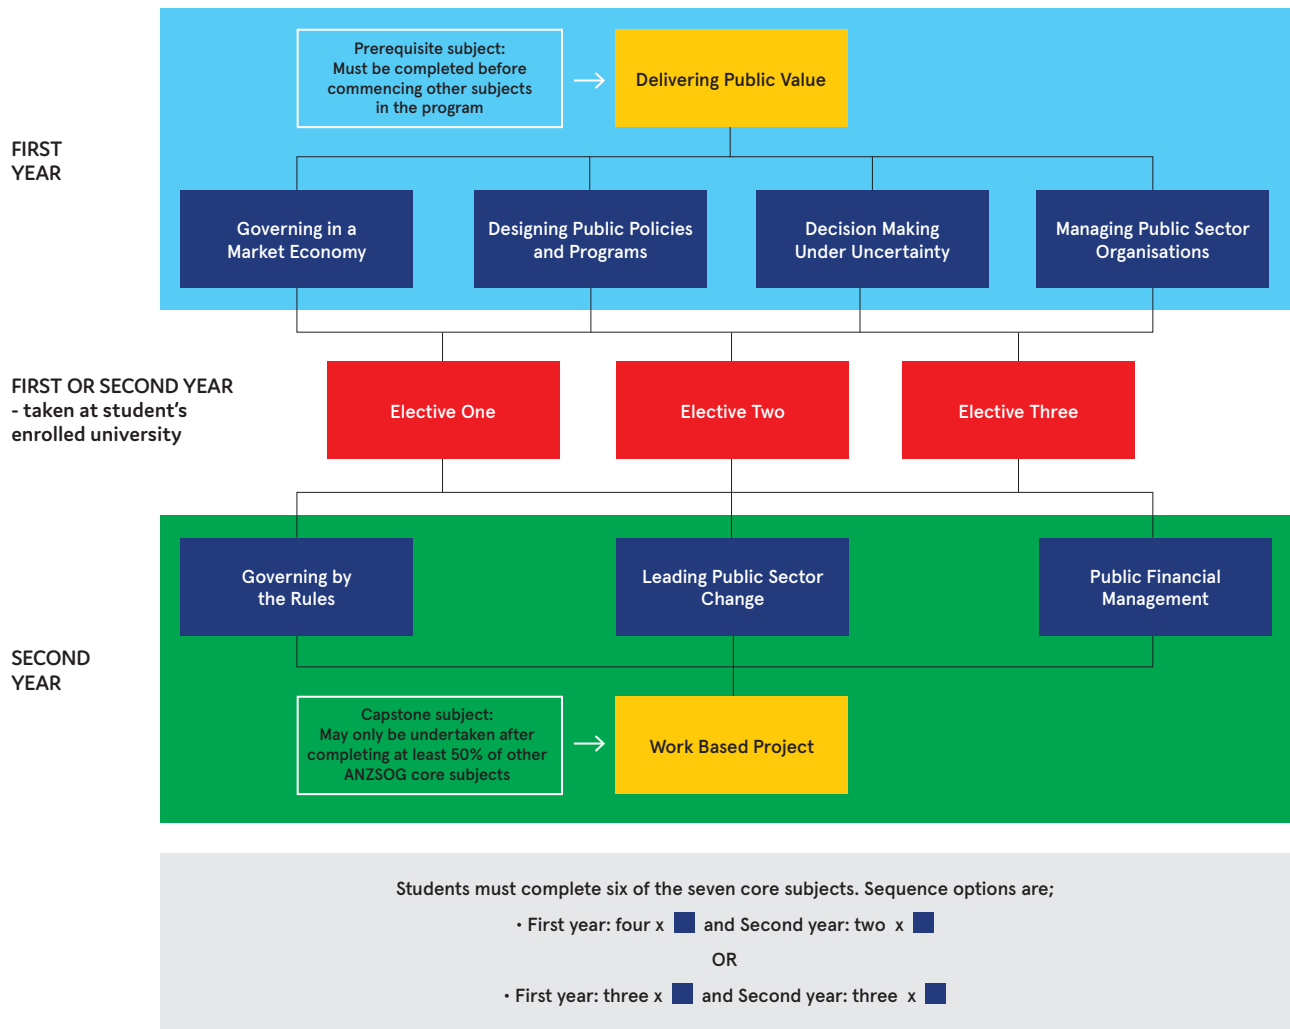 Prerequisite subject:
Must be completed before
commencing other subjects
in the program
Delivering Public Value
FIRST
YEAR
Governing in a
Market Economy
Designing Public Policies
and Programs
Decision Making
Under Uncertainty
Managing Public Sector
Organisations
FIRST OR SECOND YEAR
- taken at student's
enrolled university
Elective One
Elective Two
Elective Three
Governing by
the Rules
Leading Public Sector
Change
Public Financial
Management
SECOND
YEAR
Capstone subject:
May only be undertaken after
completing at least 50% of other
ANZSOG core subjects
Work Based Project
Students must complete six of the seven core subjects. Sequence options are;
• First year: four x and Second year: two x
OR
• First year: three x and Second year: three x